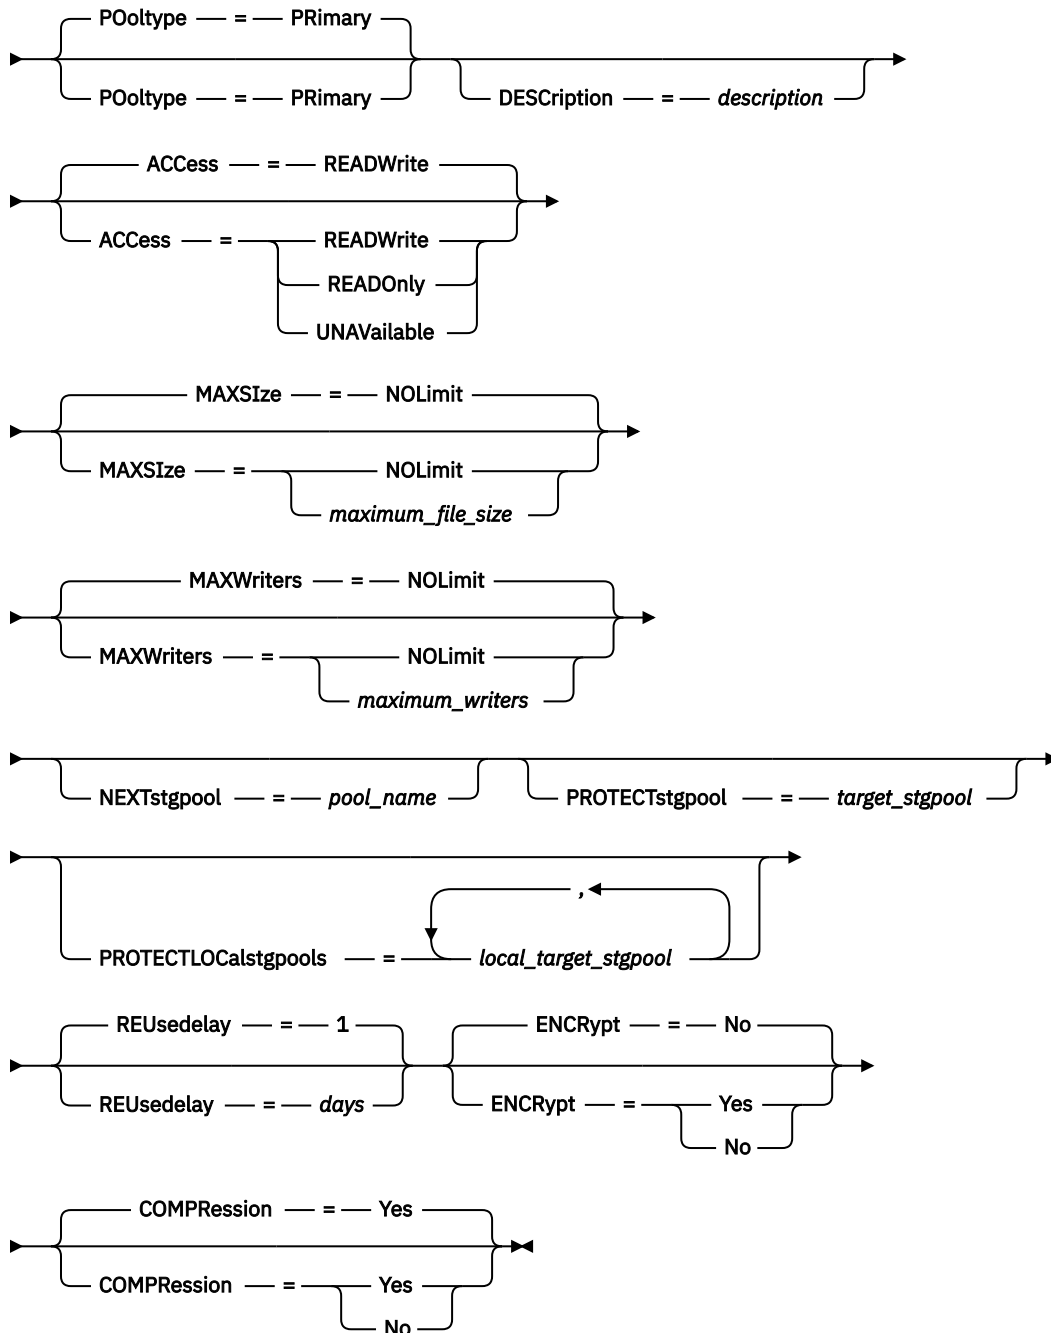 POoltype = PRimary
POoltype = PRimary
DESCription = description
ACCess = READWrite
ACCess = READWrite
READOnly
UNAVailable
MAXSIze = NOLimit
MAXSIze = NOLimit
maximum_file_size
MAXWriters = NOLimit
MAXWriters = NOLimit
maximum_writers
NEXTstgpool = pool_name
PROTECTstgpool = target_stgpool
,
PROTECTLOCalstgpools = local_target_stgpool
REUsedelay = 1
REUsedelay = days
ENCRypt = No
ENCRypt = Yes
No
COMPRession = Yes
COMPRession = Yes
No